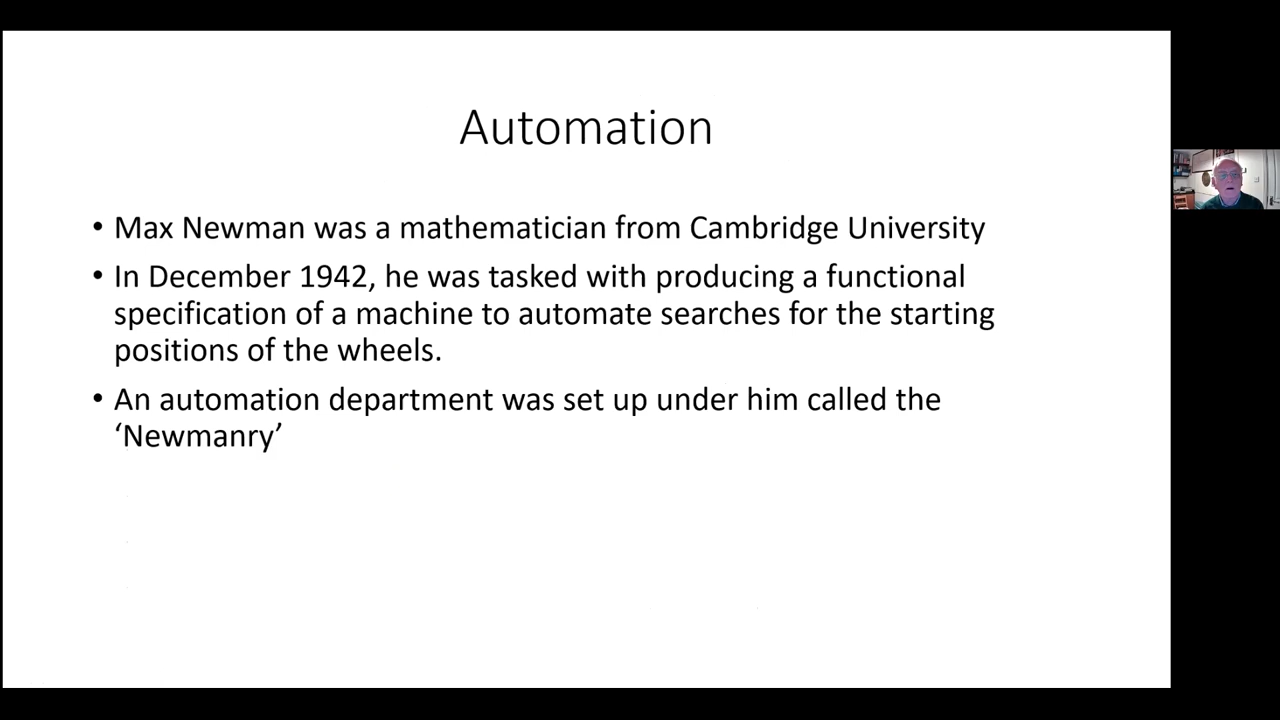 Automation
• Max Newman was a mathematician from Cambridge University
• In December 1942, he was tasked with producing a functional
specification of a machine to automate searches for the starting
positions of the wheels.
• An automation department was set up under him called the
‘Newmanry’